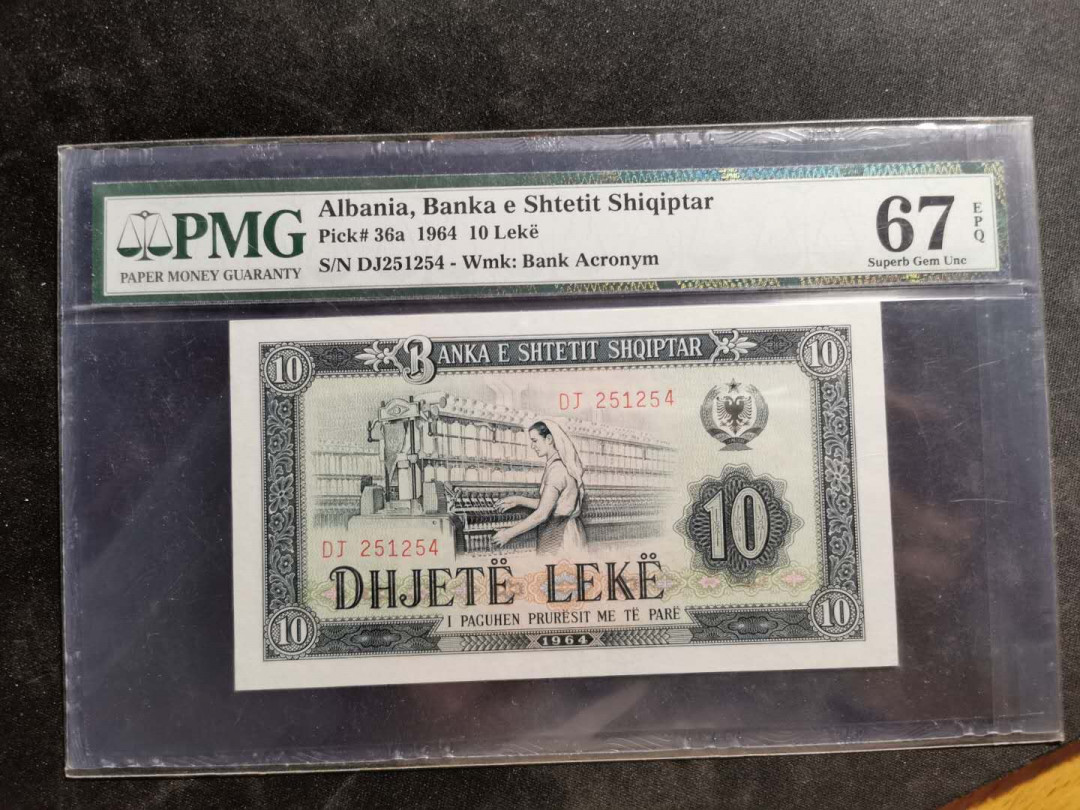 PMG
PAPER MONEY GUARANTY
Albania, Banka e Shtetit Shiqiptar
Pick# 36a 1964 10 Lekë
S/N DJ251254 - Wmk: Bank Acronym
67
EPQ
Superb Gem Unc
10
BANKA E SHTETIT SHQIPTAR
10
DJ 251254
10
DJ 251254
DHJETË LEKË
I PAGUHEN PRURËSIT ME TË PARË
10
1964
10